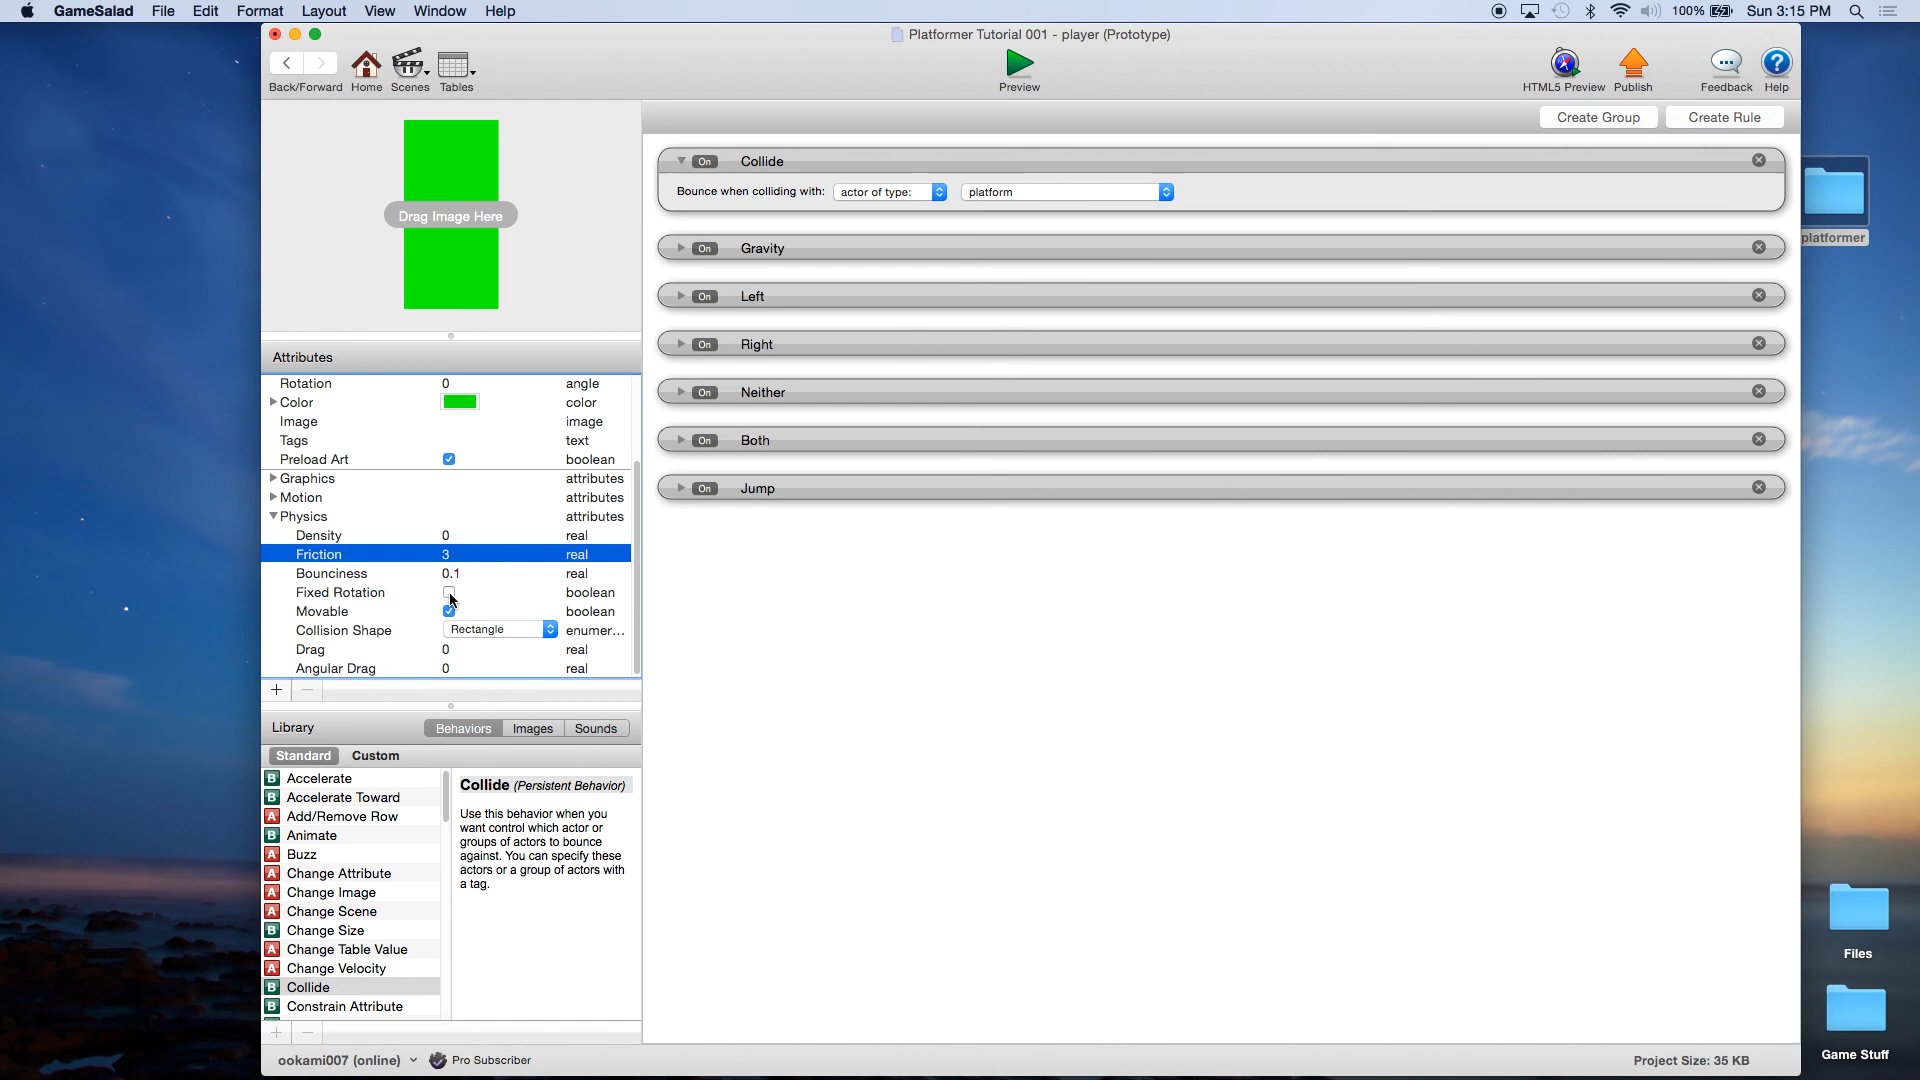 GameSalad File Edit Format Layout View Window Help 100% Sun 3:15 PM
Platformer Tutorial 001 - player (Prototype)
Back/Forward Home Scenes Tables Preview HTML5 Preview Publish Feedback Help
Create Group Create Rule
Drag Image Here
On Collide
Bounce when colliding with: actor of type: platform
On Gravity
On Left
On Right
On Neither
On Both
On Jump
Attributes
Rotation 0 angle
Color color
Image image
Tags text
Preload Art boolean
Graphics attributes
Motion attributes
Physics attributes
Density 0 real
Friction 3 real
Bounciness 0.1 real
Fixed Rotation boolean
Movable boolean
Collision Shape Rectangle enumer...
Drag 0 real
Angular Drag 0 real
Library Behaviors Images Sounds
Standard Custom
B Accelerate
B Accelerate Toward
A Add/Remove Row
B Animate
A Buzz
A Change Attribute
A Change Image
A Change Scene
B Change Size
A Change Table Value
A Change Velocity
B Collide
B Constrain Attribute
Collide (Persistent Behavior)
Use this behavior when you
want control which actor or
groups of actors to bounce
against. You can specify these
actors or a group of actors with
a tag.
ookami007 (online) Pro Subscriber Project Size: 35 KB
platformer
Files
Game Stuff